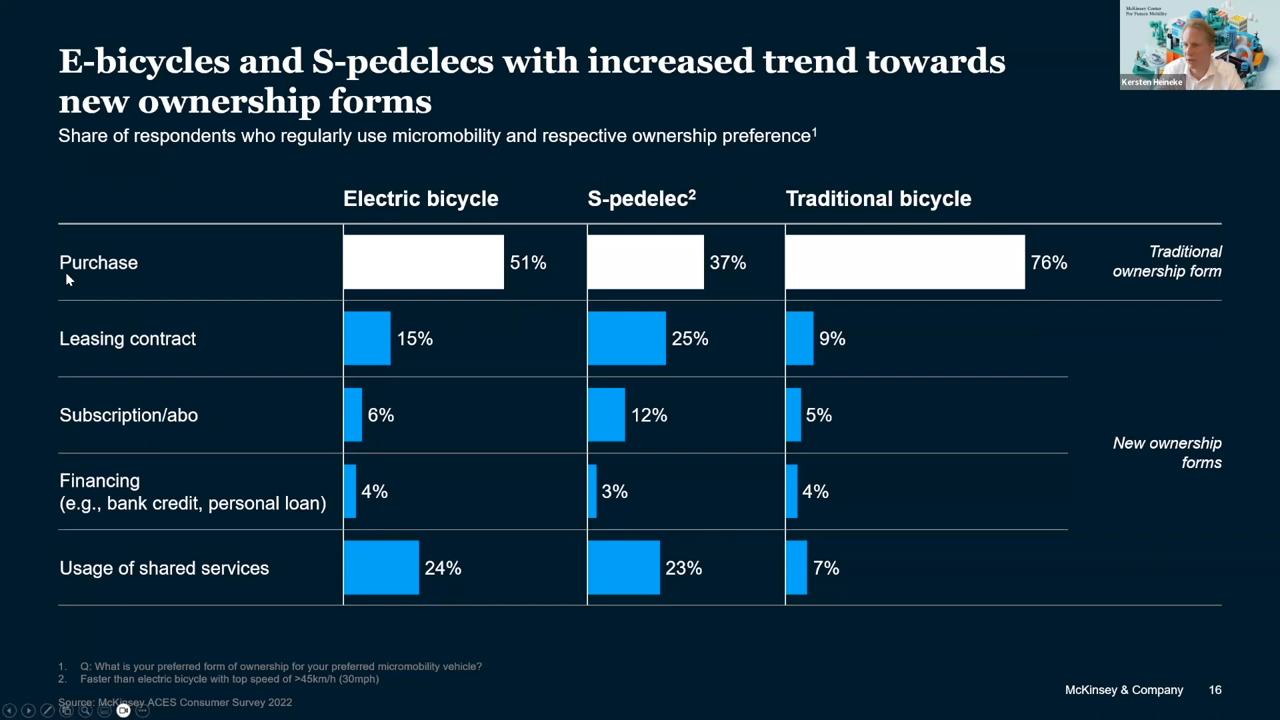 McKinsey Center
For Future Mobility
Kersten Heineke
E-bicycles and S-pedelecs with increased trend towards
new ownership forms
Share of respondents who regularly use micromobility and respective ownership preference¹
Electric bicycle
S-pedelec²
Traditional bicycle
Purchase
51%
37%
76%
Traditional
ownership form
Leasing contract
15%
25%
9%
Subscription/abo
6%
12%
5%
New ownership
forms
Financing
(e.g., bank credit, personal loan)
4%
3%
4%
Usage of shared services
24%
23%
7%
1. Q: What is your preferred form of ownership for your preferred micromobility vehicle?
2. Faster than electric bicycle with top speed of >45km/h (30mph)
Source: McKinsey ACES Consumer Survey 2022
McKinsey & Company 16